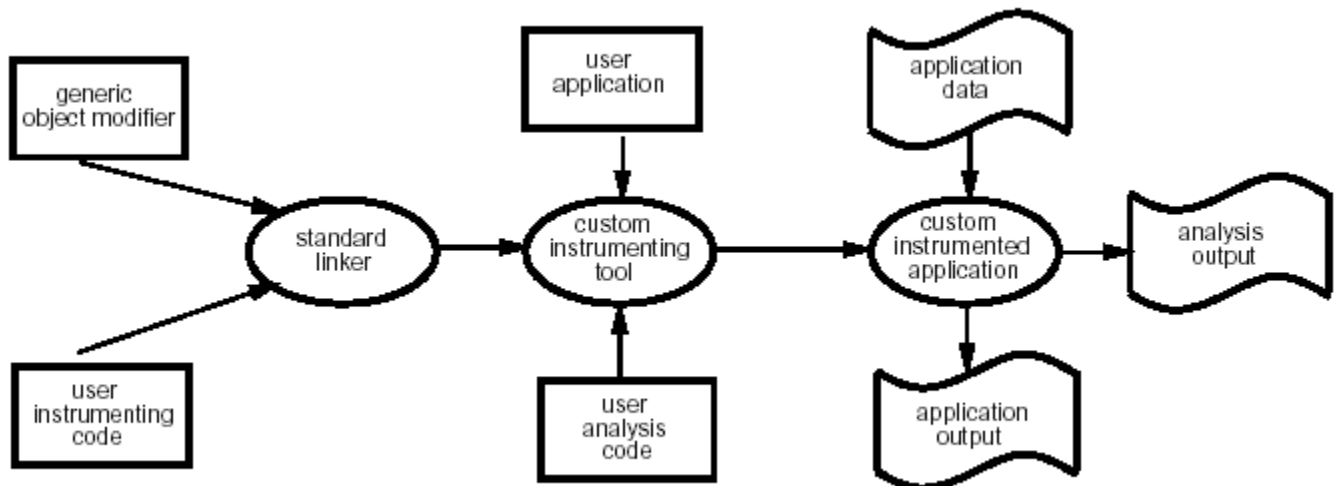 generic
object modifier
user
application
application
data
standard
linker
custom
instrumenting
tool
custom
instrumented
application
analysis
output
user
instrumenting
code
user
analysis
code
application
output